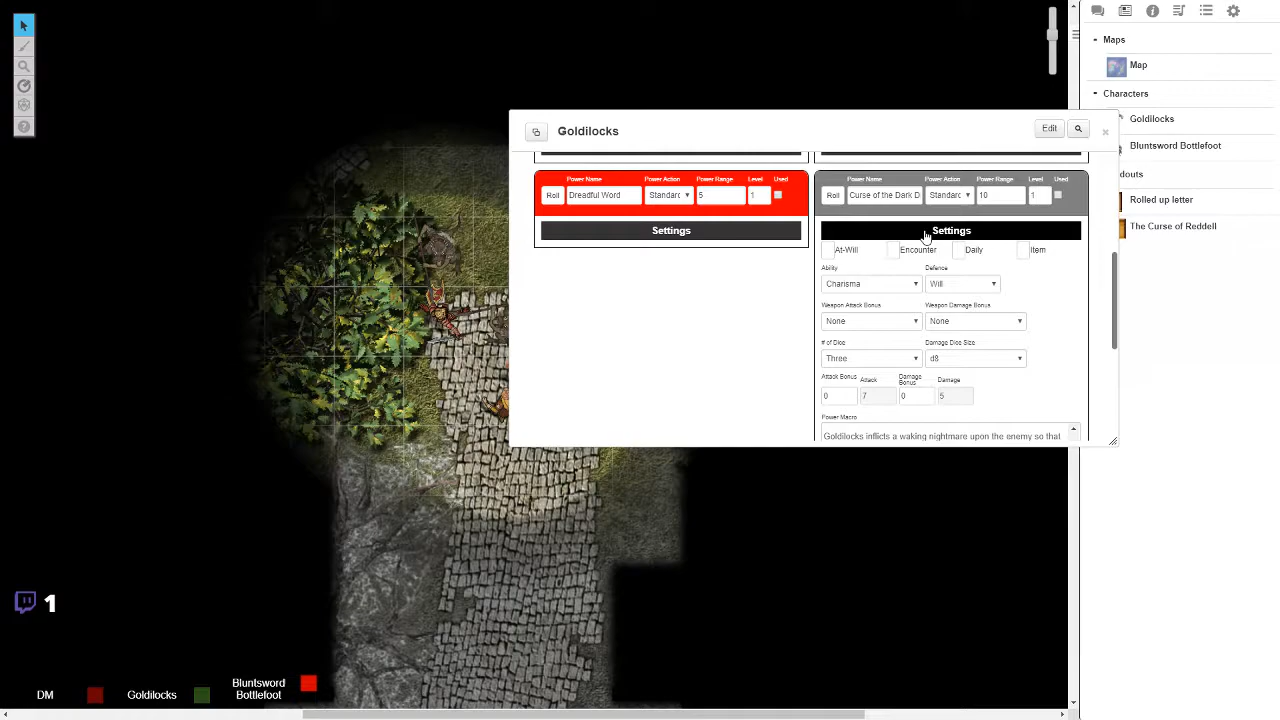 Maps
Map
Characters
Goldilocks
Bluntsword Bottlefoot
outs
Rolled up letter
The Curse of Reddell
Goldilocks
Edit
Power Name Power Action Power Range Level Used
Roll Dreadful Word Standard 5 1
Settings
Power Name Power Action Power Range Level Used
Roll Curse of the Dark D Standard 10 1
Settings
At-Will Encounter Daily Item
Ability Defence
Charisma Will
Weapon Attack Bonus Weapon Damage Bonus
None None
# of Dice Damage Dice Size
Three d8
Attack Bonus Attack Damage Bonus Damage
0 7 0 5
Power Macro
Goldilocks inflicts a waking nightmare upon the enemy so that
1
DM Goldilocks Bluntsword
Bottlefoot